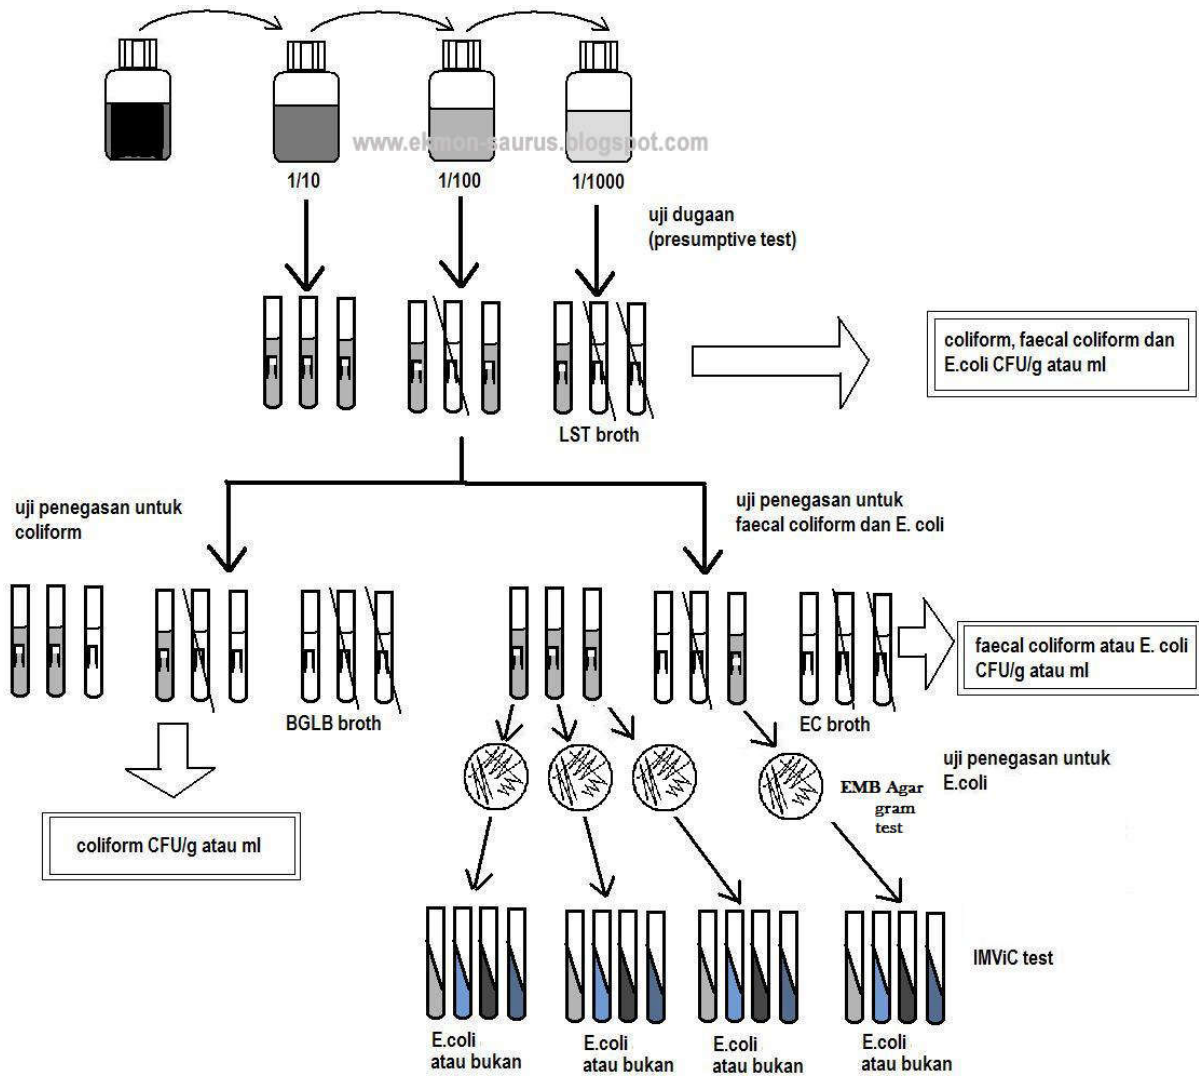 www.ekmon-saurus.blogspot.com
1/10
1/100
1/1000
uji dugaan
(presumptive test)
coliform, faecal coliform dan
E.coli CFU/g atau ml
LST broth
uji penegasan untuk
coliform
uji penegasan untuk
faecal coliform dan E. coli
BGLB broth
EC broth
faecal coliform atau E. coli
CFU/g atau ml
uji penegasan untuk
E.coli
EMB Agar
gram
test
coliform CFU/g atau ml
IMViC test
E.coli
atau bukan
E.coli
atau bukan
E.coli
atau bukan
E.coli
atau bukan